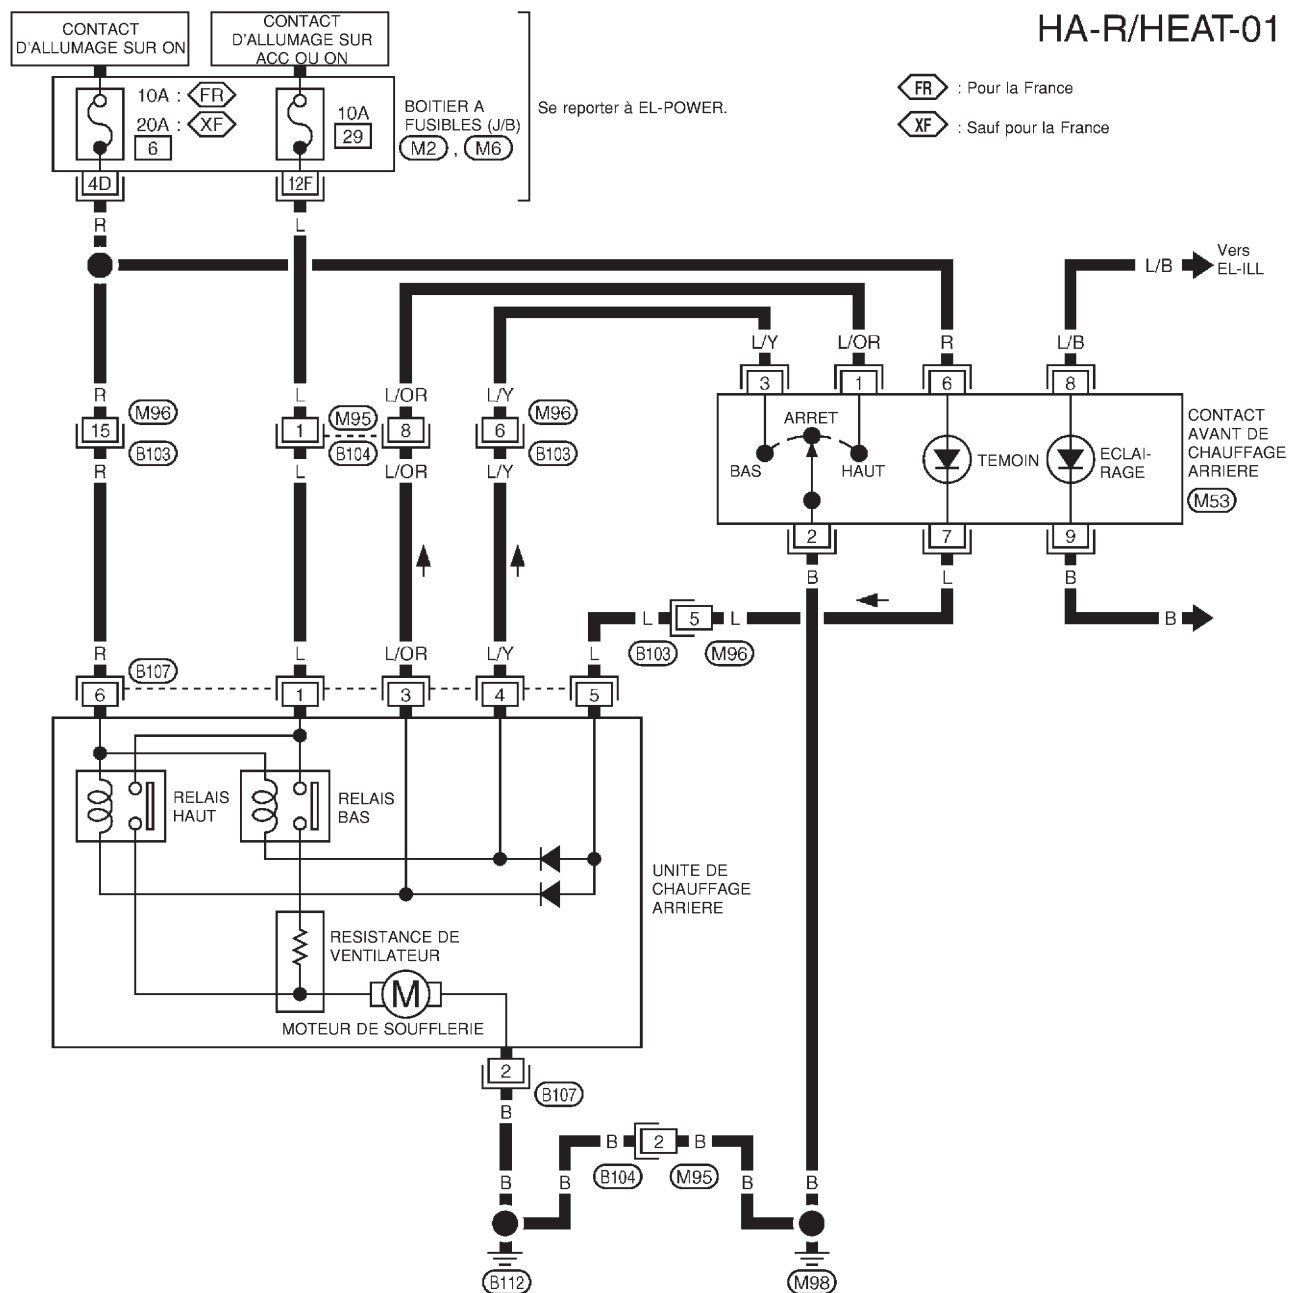 HA-R/HEAT-01
CONTACT
D'ALLUMAGE SUR ON
CONTACT
D'ALLUMAGE SUR
ACC OU ON
10A : FR
20A : XF
6
10A
29
BOITIER A
FUSIBLES (J/B)
M2 , M6
Se reporter à EL-POWER.
FR : Pour la France
XF : Sauf pour la France
4D
12F
R
L
L/B
Vers
EL-ILL
L/Y
L/OR
R
L/B
3
1
6
8
R
L
L/OR
L/Y
M96
M95
M96
15
1
8
6
B103
B104
B103
R
L
L/OR
L/Y
ARRET
BAS
HAUT
TEMOIN
ECLAI-
RAGE
CONTACT
AVANT DE
CHAUFFAGE
ARRIERE
M53
2
7
9
B
L
B
L
5
L
B
B103
M96
R
L
L/OR
L/Y
L
B107
6
1
3
4
5
RELAIS
HAUT
RELAIS
BAS
UNITE DE
CHAUFFAGE
ARRIERE
RESISTANCE DE
VENTILATEUR
M
MOTEUR DE SOUFFLERIE
2
B107
B
B
2
B
B104
M95
B
B
B
B
B112
M98